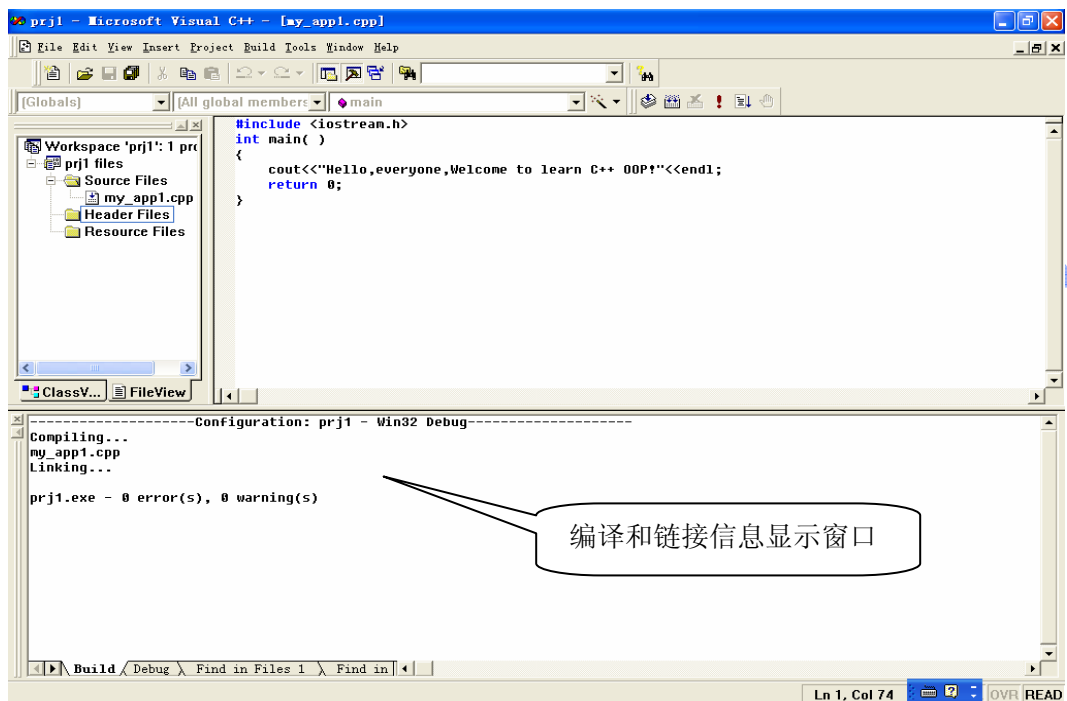 prj1 - Microsoft Visual C++ - [my_app1.cpp]
File Edit View Insert Project Build Tools Window Help
(Globals) (All global members main
#include <iostream.h>
int main( )
{
cout<<"Hello,everyone,Welcome to learn C++ OOP!"<<endl;
return 0;
}
Workspace 'prj1': 1 pro
prj1 files
Source Files
my_app1.cpp
Header Files
Resource Files
ClassV... FileView
--------------------Configuration: prj1 - Win32 Debug--------------------
Compiling...
my_app1.cpp
Linking...
prj1.exe - 0 error(s), 0 warning(s)
编译和链接信息显示窗口
Build Debug Find in Files 1 Find in
Ln 1, Col 74 OVR READ